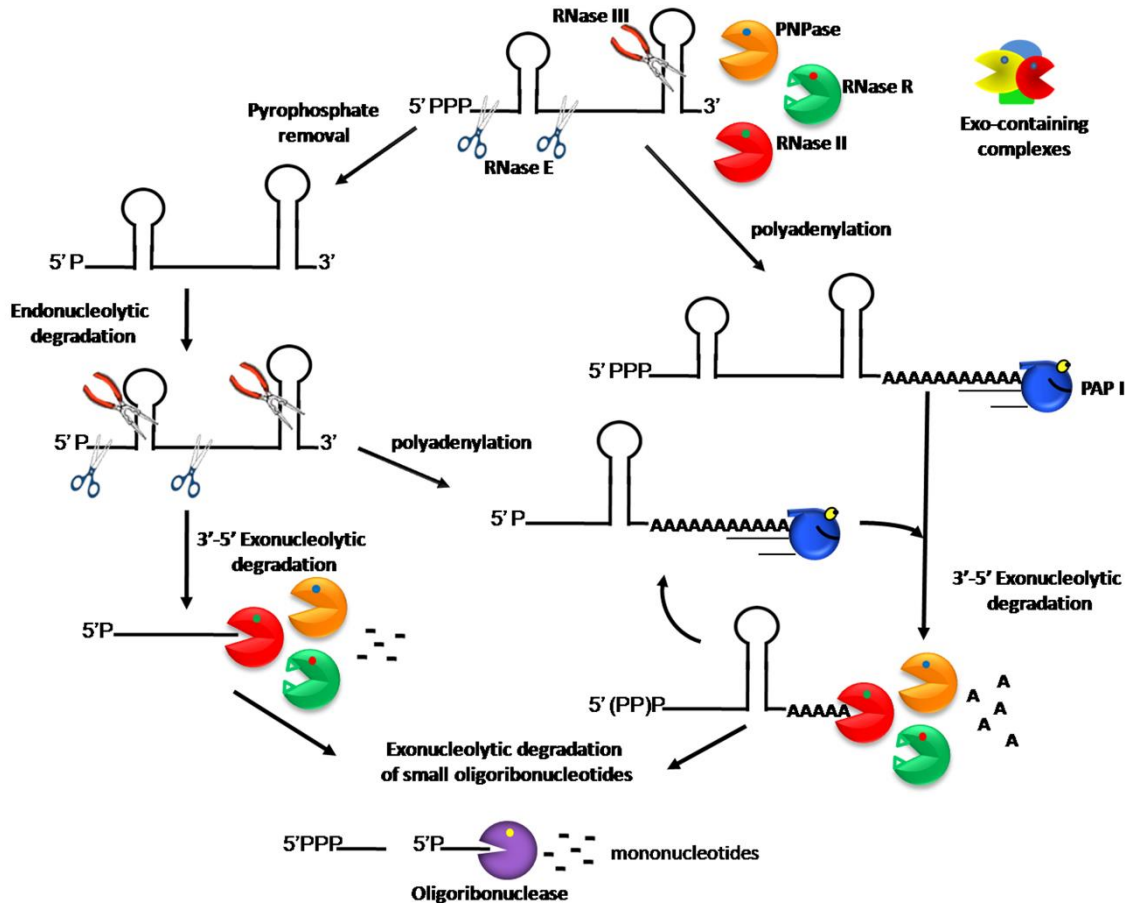 RNase III
PNPase
RNase R
RNase II
5' PPP
3'
RNase E
Exo-containing
complexes
Pyrophosphate
removal
polyadenylation
5' P
3'
Endonucleolytic
degradation
5' PPP
AAAAAAAAAAA
PAP I
5' P
3'
polyadenylation
5' P
AAAAAAAAAAA
3'-5' Exonucleolytic
degradation
3'-5' Exonucleolytic
degradation
5'P
5' (PP)P
AAAAA
A
A
A
A
A
Exonucleolytic degradation
of small oligoribonucleotides
5'PPP
5'P
mononucleotides
Oligoribonuclease